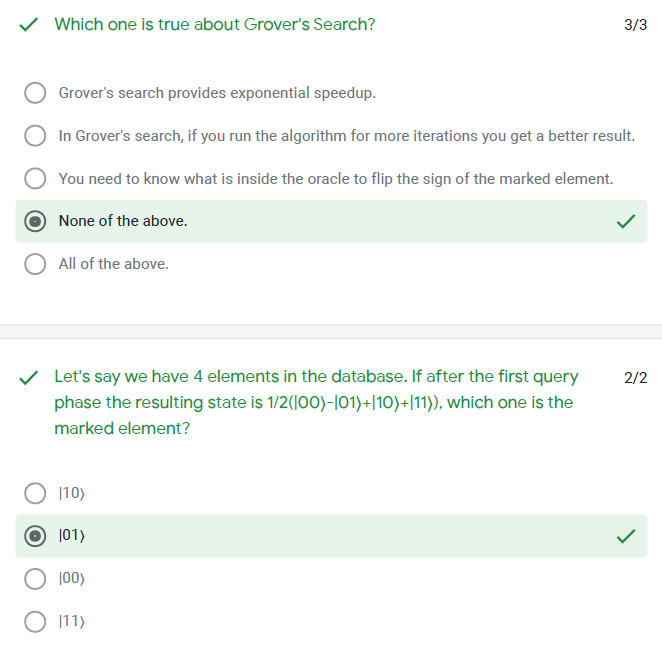 Which one is true about Grover's Search?
3/3
Grover's search provides exponential speedup.
In Grover's search, if you run the algorithm for more iterations you get a better result.
You need to know what is inside the oracle to flip the sign of the marked element.
None of the above.
All of the above.
Let's say we have 4 elements in the database. If after the first query
2/2
phase the resulting state is 1/2(|00⟩-|01⟩+|10⟩+|11⟩), which one is the
marked element?
|10⟩
|01⟩
|00⟩
|11⟩